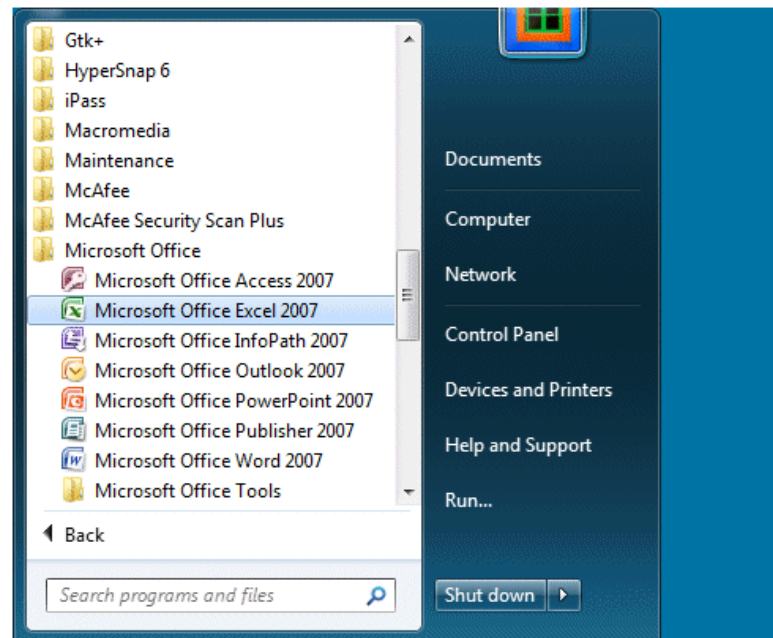 Gtk+
HyperSnap 6
iPass
Macromedia
Maintenance
McAfee
McAfee Security Scan Plus
Microsoft Office
Microsoft Office Access 2007
Microsoft Office Excel 2007
Microsoft Office InfoPath 2007
Microsoft Office Outlook 2007
Microsoft Office PowerPoint 2007
Microsoft Office Publisher 2007
Microsoft Office Word 2007
Microsoft Office Tools
Back
Search programs and files
Documents
Computer
Network
Control Panel
Devices and Printers
Help and Support
Run...
Shut down